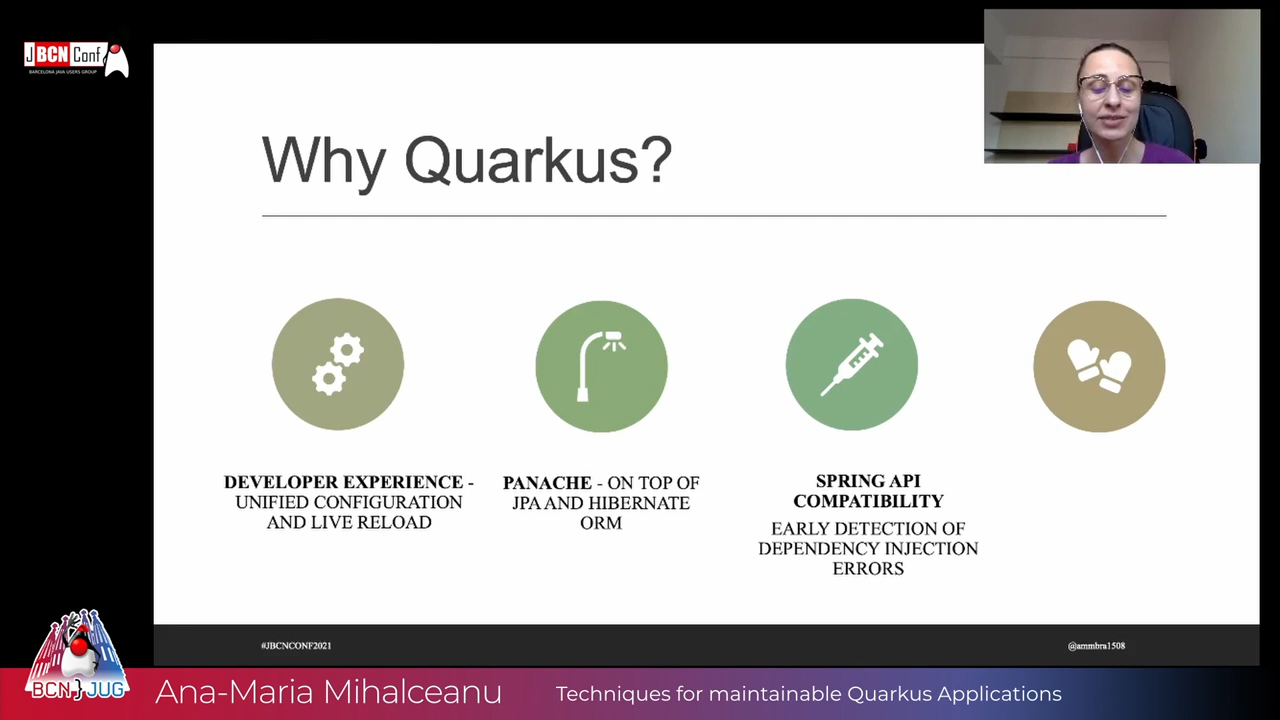 JBCNConf
BARCELONA JAVA USERS GROUP
Why Quarkus?
DEVELOPER EXPERIENCE -
UNIFIED CONFIGURATION
AND LIVE RELOAD
PANACHE - ON TOP OF
JPA AND HIBERNATE
ORM
SPRING API
COMPATIBILITY
EARLY DETECTION OF
DEPENDENCY INJECTION
ERRORS
#JBCNCONF2021
@ammbra1508
BCN JUG
Ana-Maria Mihalceanu
Techniques for maintainable Quarkus Applications